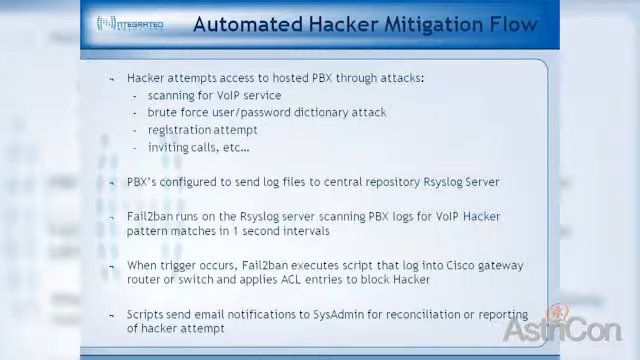 INTEGRATED
Automated Hacker Mitigation Flow
¬ Hacker attempts access to hosted PBX through attacks:
- scanning for VoIP service
- brute force user/password dictionary attack
- registration attempt
- inviting calls, etc…
¬ PBX's configured to send log files to central repository Rsyslog Server
¬ Fail2ban runs on the Rsyslog server scanning PBX logs for VoIP Hacker
pattern matches in 1 second intervals
¬ When trigger occurs, Fail2ban executes script that log into Cisco gateway
router or switch and applies ACL entries to block Hacker
¬ Scripts send email notifications to SysAdmin for reconciliation or reporting
of hacker attempt
AstriCon